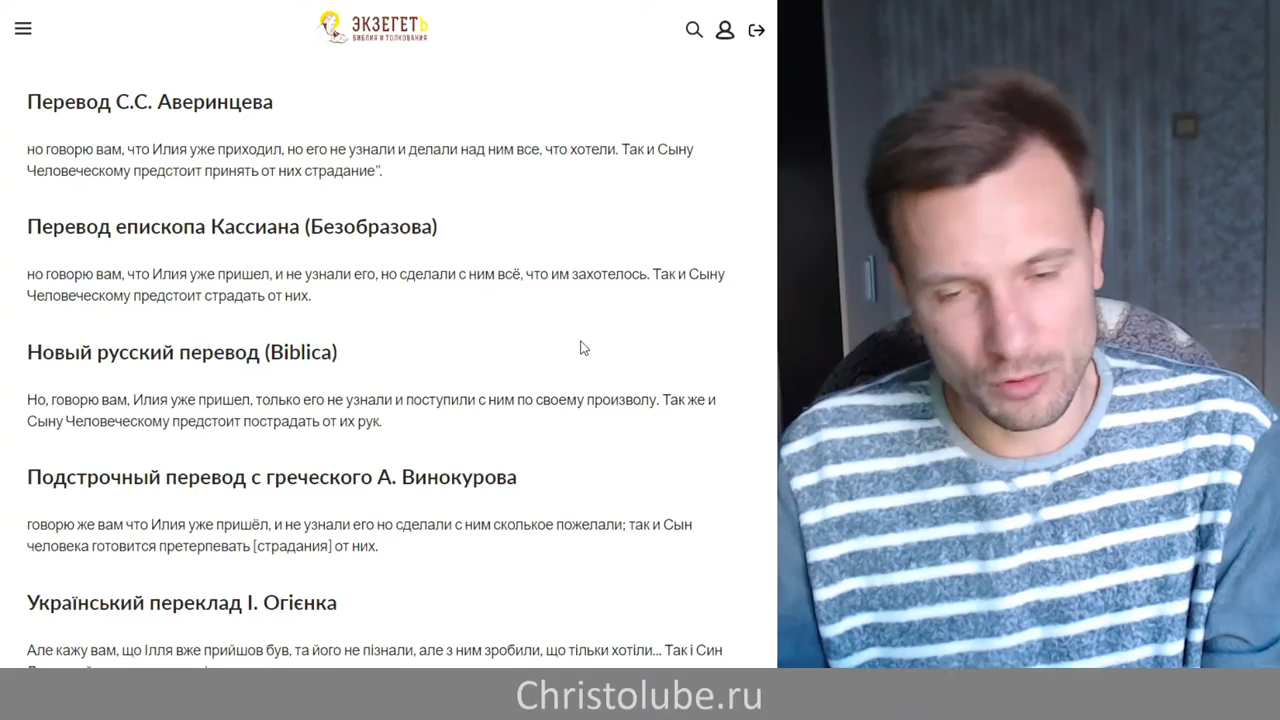 ЭКЗЕГЕТЬ
БИБЛИЯ И ТОЛКОВАНИЯ
Перевод С.С. Аверинцева
но говорю вам, что Илия уже приходил, но его не узнали и делали над ним все, что хотели. Так и Сыну
Человеческому предстоит принять от них страдание".
Перевод епископа Кассиана (Безобразова)
но говорю вам, что Илия уже пришел, и не узнали его, но сделали с ним всё, что им захотелось. Так и Сыну
Человеческому предстоит страдать от них.
Новый русский перевод (Biblica)
Но, говорю вам, Илия уже пришел, только его не узнали и поступили с ним по своему произволу. Так же и
Сыну Человеческому предстоит пострадать от их рук.
Подстрочный перевод с греческого А. Винокурова
говорю же вам что Илия уже пришёл, и не узнали его но сделали с ним сколькое пожелали; так и Сын
человека готовится претерпевать [страдания] от них.
Український переклад І. Огієнка
Але кажу вам, що Ілля вже прийшов був, та його не пізнали, але з ним зробили, що тільки хотіли... Так і Син
Christolube.ru